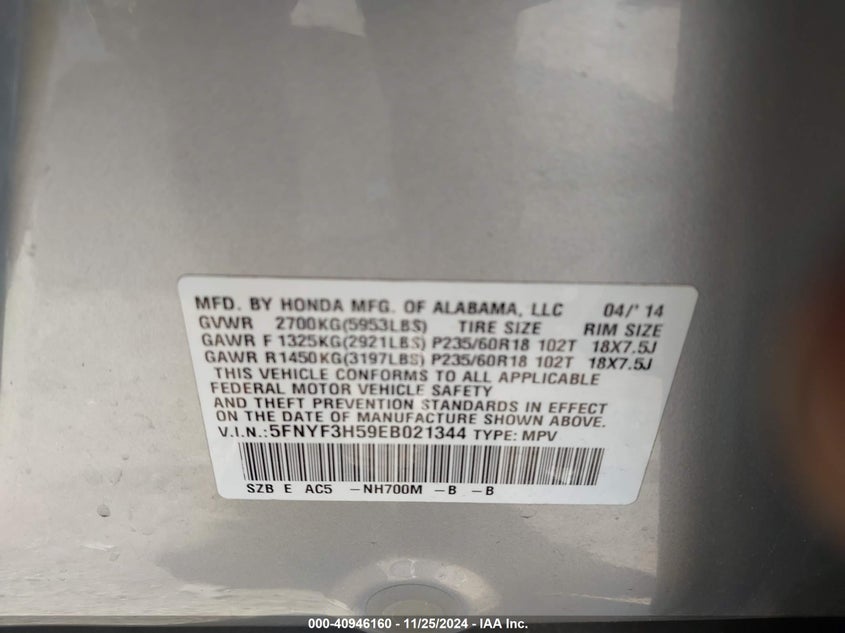 MFD. BY HONDA MFG. OF ALABAMA, LLC 04/' 14
GVWR 2700KG(5953LBS) TIRE SIZE RIM SIZE
GAWR F 1325KG(2921LBS) P235/60R18 102T 18X7.5J
GAWR R1450KG(3197LBS) P235/60R18 102T 18X7.5J
THIS VEHICLE CONFORMS TO ALL APPLICABLE
FEDERAL MOTOR VEHICLE SAFETY
AND THEFT PREVENTION STANDARDS IN EFFECT
ON THE DATE OF MANUFACTURE SHOWN ABOVE.
V.I.N.:5FNYF3H59EB021344 TYPE: MPV
SZB E AC5 -NH700M -B -B
000-40946160 - 11/25/2024 - IAA Inc.